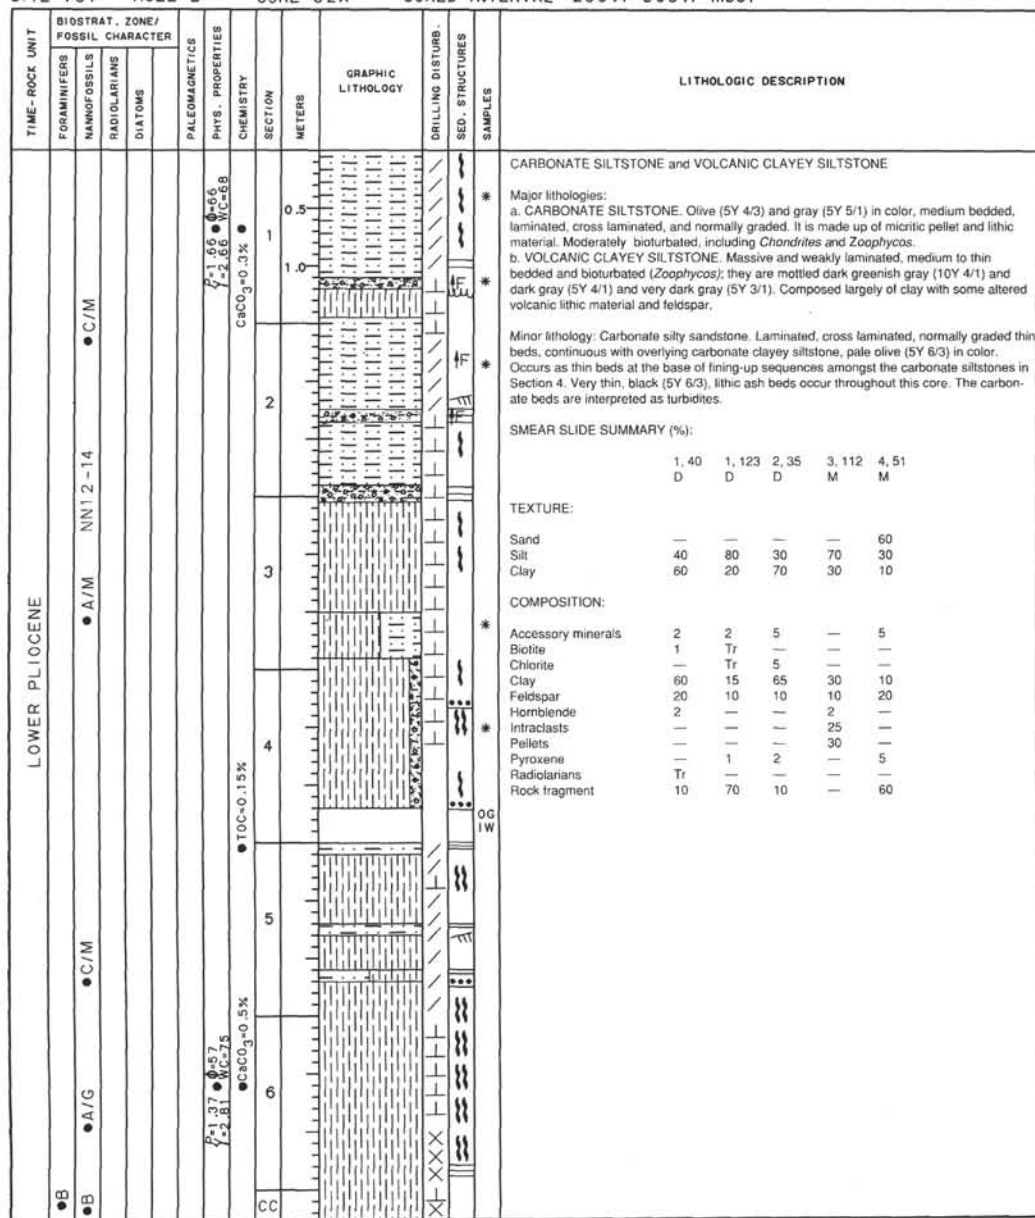 TIME-ROCK UNIT
BIOSTRAT. ZONE/
FOSSIL CHARACTER
FORAMINIFERS
NANNOFOSSILS
RADIOLARIANS
DIATOMS
PALEOMAGNETICS
PHYS. PROPERTIES
CHEMISTRY
SECTION
METERS
GRAPHIC
LITHOLOGY
DRILLING DISTURB.
SED. STRUCTURES
SAMPLES
LITHOLOGIC DESCRIPTION
LOWER PLIOCENE
●B
●C/M
NN12-14
●A/M
●C/M
●A/G
●B
●Φ=66
WC=68
●Φ=57
WC=75
CaCO3=0.3% ●
●TOC=0.15%
●CaCO3=0.5%
1
2
3
4
5
6
CC
0.5
1.0
F
F
F
*
*
*
*
*
OG
IW
CARBONATE SILTSTONE and VOLCANIC CLAYEY SILTSTONE
Major lithologies:
a. CARBONATE SILTSTONE. Olive (5Y 4/3) and gray (5Y 5/1) in color, medium bedded,
laminated, cross laminated, and normally graded. It is made up of micritic pellet and lithic
material. Moderately bioturbated, including Chondrites and Zoophycos.
b. VOLCANIC CLAYEY SILTSTONE. Massive and weakly laminated, medium to thin
bedded and bioturbated (Zoophycos); they are mottled dark greenish gray (10Y 4/1) and
dark gray (5Y 4/1) and very dark gray (5Y 3/1). Composed largely of clay with some altered
volcanic lithic material and feldspar.
Minor lithology: Carbonate silty sandstone. Laminated, cross laminated, normally graded thin
beds, continuous with overlying carbonate clayey siltstone, pale olive (5Y 6/3) in color.
Occurs as thin beds at the base of fining-up sequences amongst the carbonate siltstones in
Section 4. Very thin, black (5Y 6/3), lithic ash beds occur throughout this core. The carbon-
ate beds are interpreted as turbidites.
SMEAR SLIDE SUMMARY (%):
1, 40 1, 123 2, 35 3, 112 4, 51
D D D M M
TEXTURE:
Sand — — — — 60
Silt 40 80 30 70 30
Clay 60 20 70 30 10
COMPOSITION:
Accessory minerals 2 2 5 — 5
Biotite 1 Tr — — —
Chlorite — Tr 5 — —
Clay 60 15 65 30 10
Feldspar 20 10 10 10 20
Hornblende 2 — — 2 —
Intraclasts — — — 25 —
Pellets — — — 30 —
Pyroxene — 1 2 — 5
Radiolarians Tr — — — —
Rock fragment 10 70 10 — 60